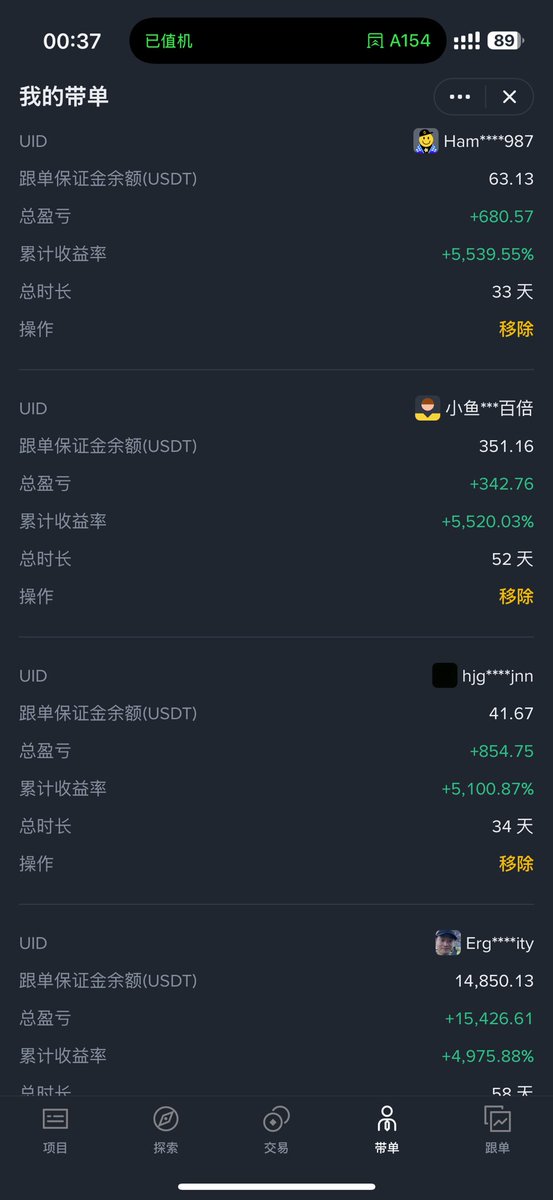 00:37 已值机 A154 89
我的带单
UID Ham****987
跟单保证金余额(USDT) 63.13
总盈亏 +680.57
累计收益率 +5,539.55%
总时长 33 天
操作 移除
UID 小鱼***百倍
跟单保证金余额(USDT) 351.16
总盈亏 +342.76
累计收益率 +5,520.03%
总时长 52 天
操作 移除
UID hjg****jnn
跟单保证金余额(USDT) 41.67
总盈亏 +854.75
累计收益率 +5,100.87%
总时长 34 天
操作 移除
UID Erg****ity
跟单保证金余额(USDT) 14,850.13
总盈亏 +15,426.61
累计收益率 +4,975.88%
总时长 58 天
项目 探索 交易 带单 跟单